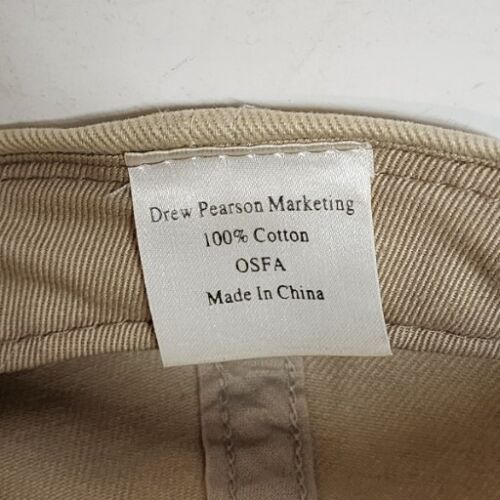 Drew Pearson Marketing
100% Cotton
OSFA
Made In China